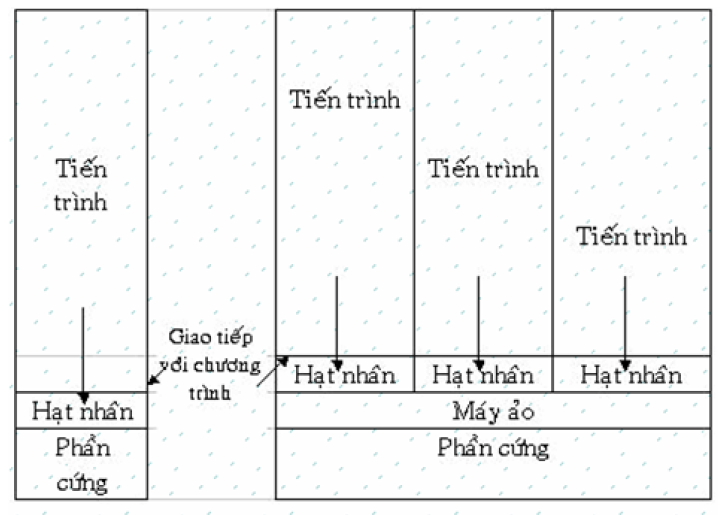 Tiến
trình
Hạt nhân
Phần
cứng
Giao tiếp
với chương
trình
Tiến trình
Tiến trình
Tiến trình
Hạt nhân
Hạt nhân
Hạt nhân
Máy ảo
Phần cứng